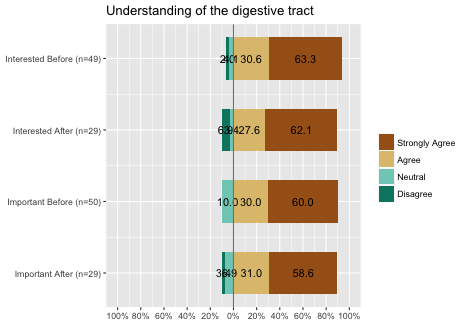 Understanding of the digestive tract
Interested Before (n=49)
30.6
63.3
Interested After (n=29)
27.6
62.1
Important Before (n=50)
10.0
30.0
60.0
Important After (n=29)
31.0
58.6
Strongly Agree
Agree
Neutral
Disagree
100% 80% 60% 40% 20% 0% 20% 40% 60% 80% 100%